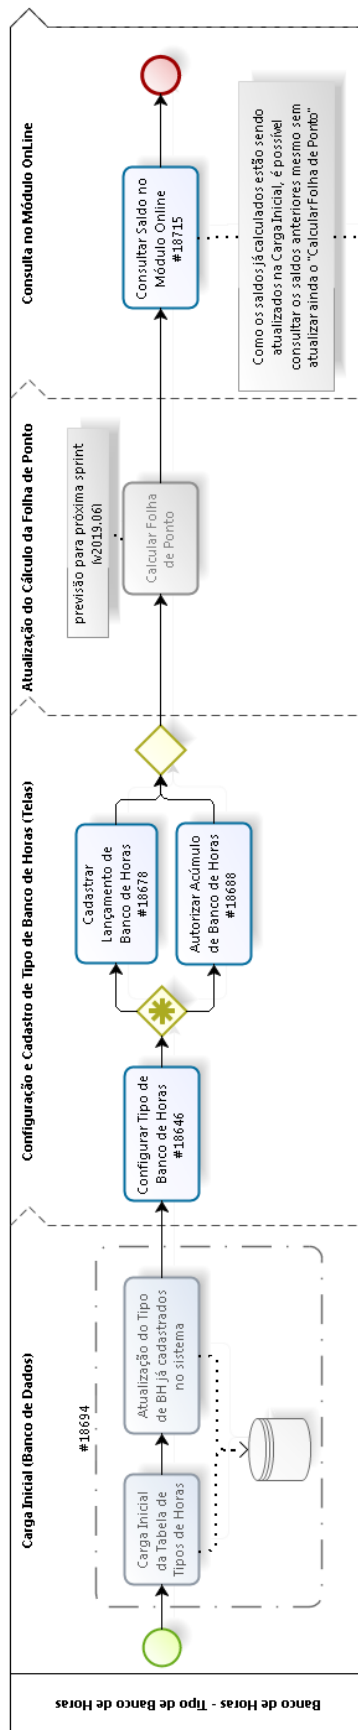 Banco de Horas - Tipo de Banco de Horas
Carga Inicial (Banco de Dados)
#18694
Carga Inicial
da Tabela de
Tipos de Horas
Atualização do Tipo
de BH já cadastrados
no sistema
Configuração e Cadastro de Tipo de Banco de Horas (Telas)
Configurar Tipo de
Banco de Horas
#18646
Cadastrar
Lançamento de
Banco de Horas
#18678
Autorizar Acúmulo
de Banco de Horas
#18688
Atualização do Cálculo da Folha de Ponto
previsão para próxima sprint
(v2019.06)
Calcular Folha
de Ponto
Consulta no Módulo OnLine
Consultar Saldo no
Módulo Online
#18715
Como os saldos já calculados estão sendo
atualizados na Carga Inicial, é possível
consultar os saldos anteriores mesmo sem
atualizar ainda o "Calcular Folha de Ponto"